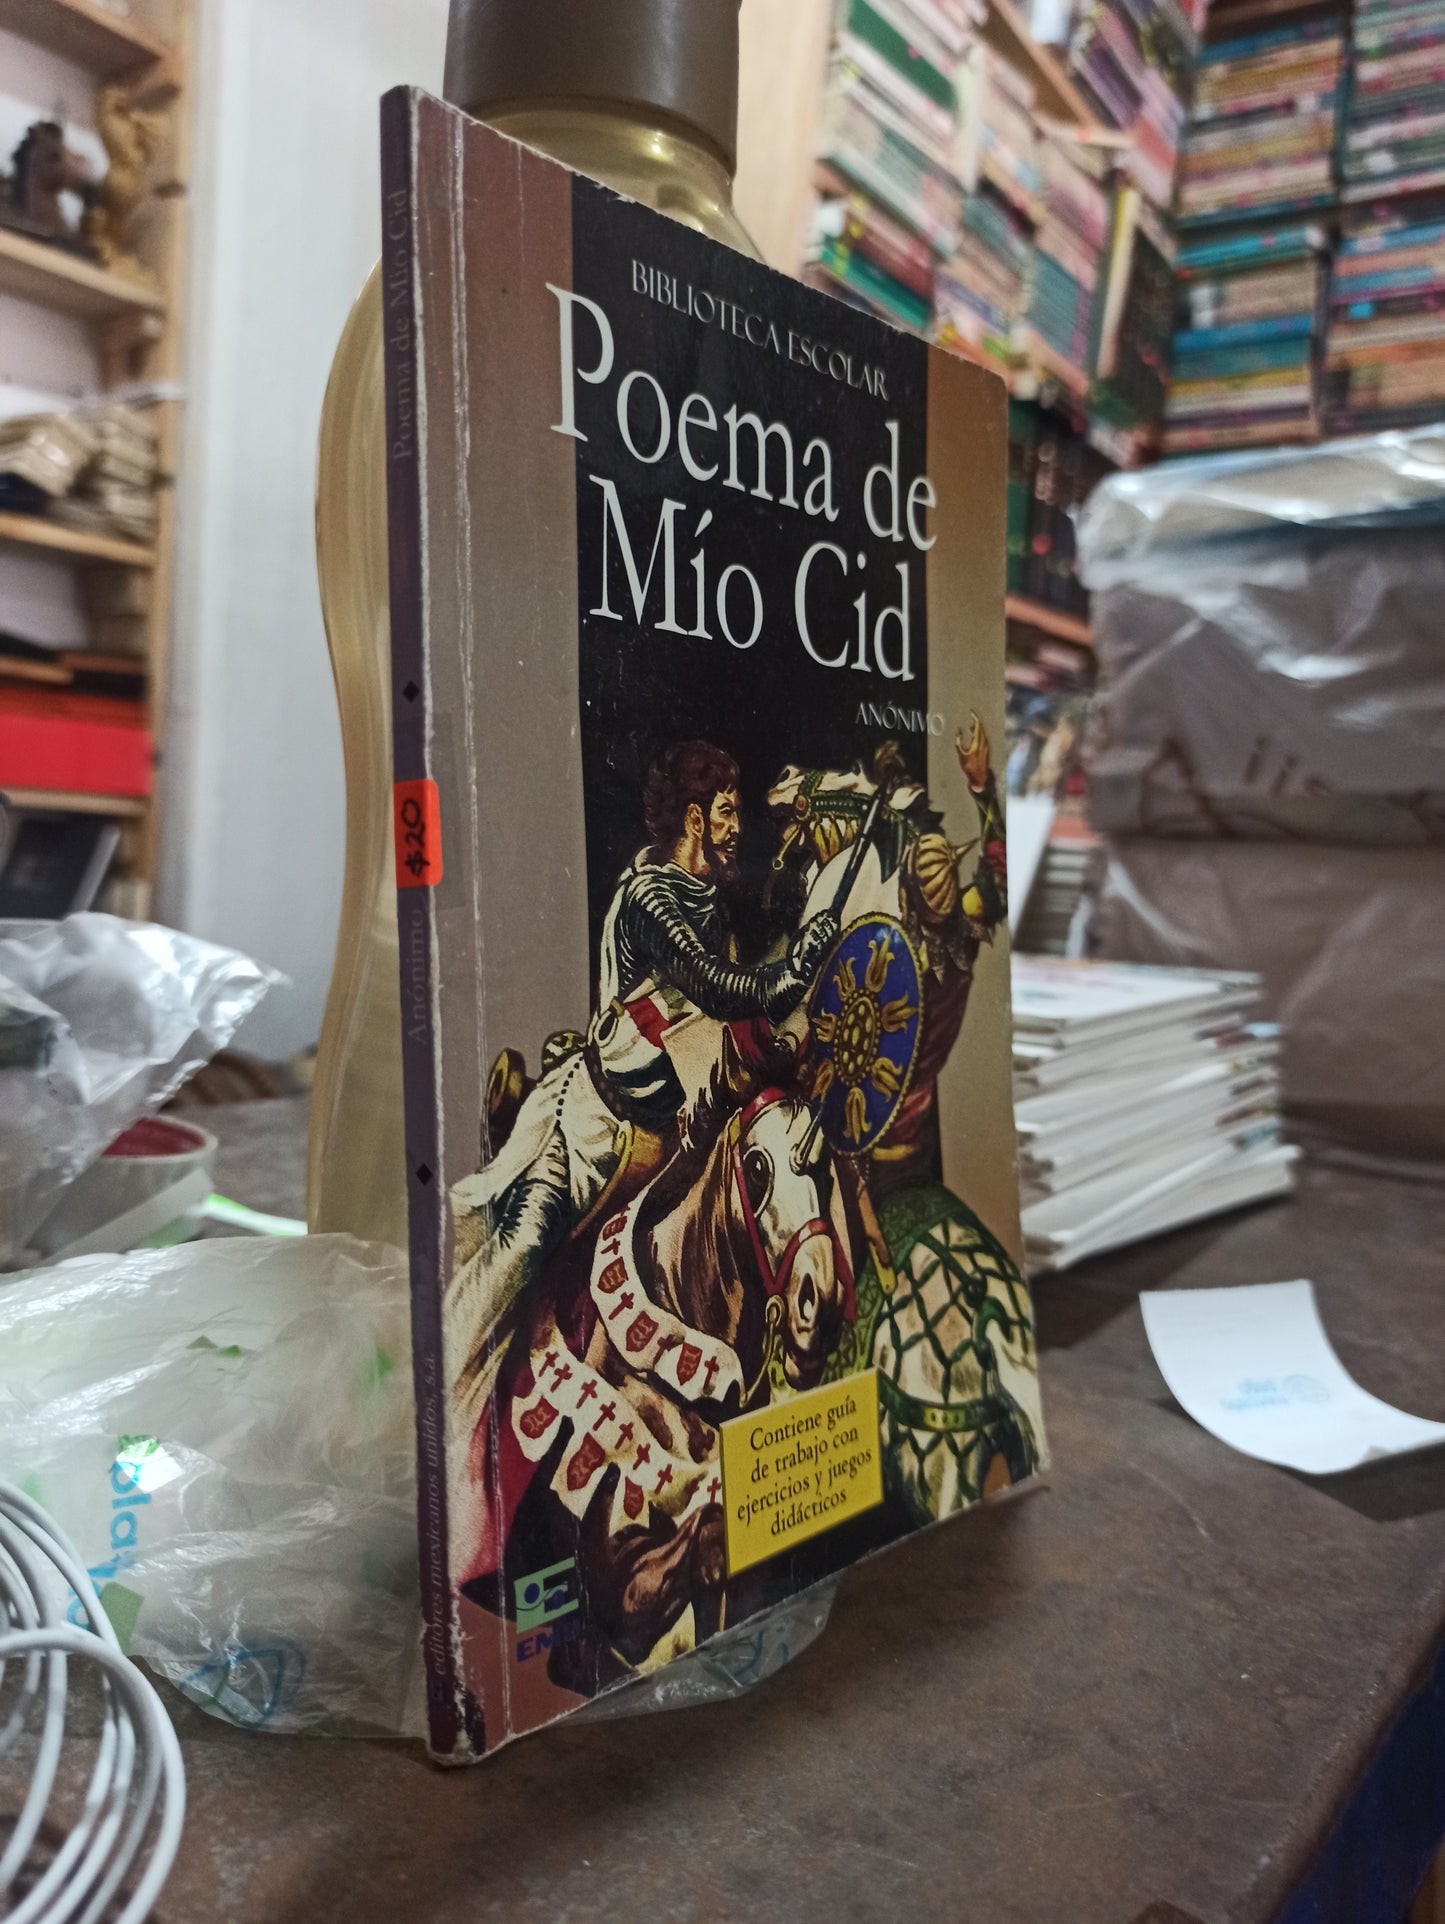 BIBLIOTECA ESCOLAR
Poema de
Mío Cid
ANÓNIMO
Contiene guía
de trabajo con
ejercicios y juegos
didácticos
Poema de Mío Cid
$20
Anónimo
editores mexicanos unidos, s.a.